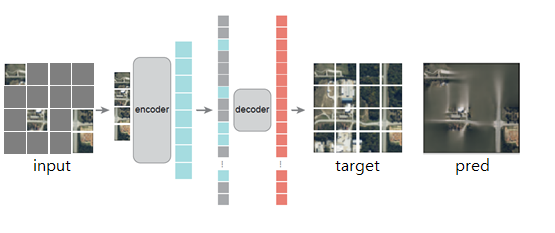 encoder
decoder
input
target
pred